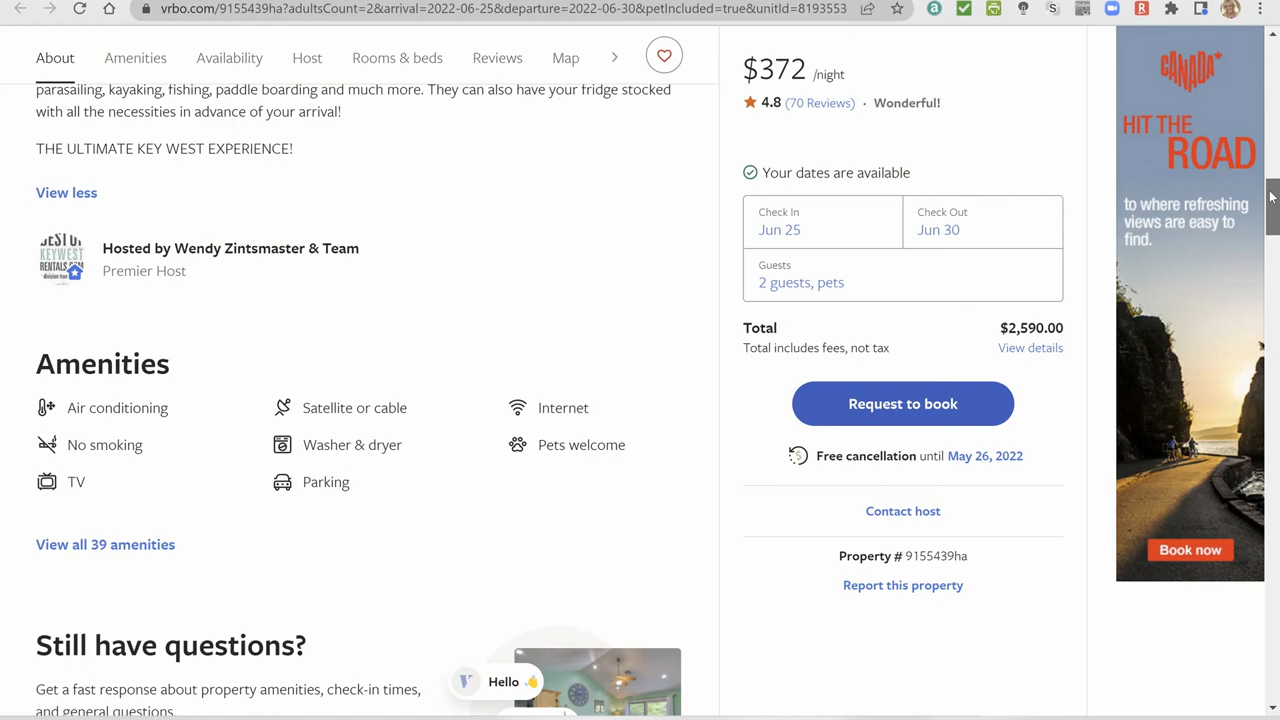 vrbo.com/9155439ha?adultsCount=2&arrival=2022-06-25&departure=2022-06-30&petIncluded=true&unitId=8193553
About
Amenities
Availability
Host
Rooms & beds
Reviews
Map
parasailing, kayaking, fishing, paddle boarding and much more. They can also have your fridge stocked
with all the necessities in advance of your arrival!
THE ULTIMATE KEY WEST EXPERIENCE!
View less
BEST OF
KEYWEST
RENTALS.COM
Hosted by Wendy Zintsmaster & Team
Premier Host
Amenities
Air conditioning
Satellite or cable
Internet
No smoking
Washer & dryer
Pets welcome
TV
Parking
View all 39 amenities
Still have questions?
Get a fast response about property amenities, check-in times,
and general questions.
Hello 👋
$372 /night
4.8 (70 Reviews) · Wonderful!
Your dates are available
Check In
Jun 25
Check Out
Jun 30
Guests
2 guests, pets
Total $2,590.00
Total includes fees, not tax View details
Request to book
Free cancellation until May 26, 2022
Contact host
Property # 9155439ha
Report this property
CANADA
HIT THE
ROAD
to where refreshing
views are easy to
find.
Book now